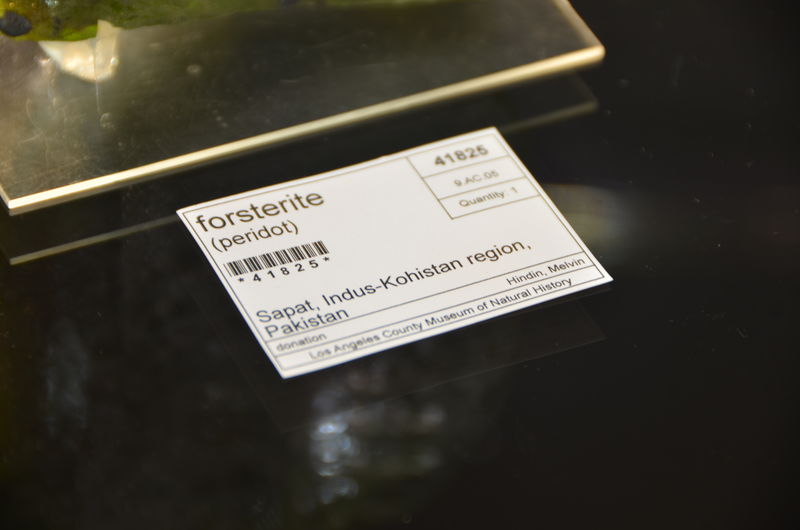 forsterite
(peridot)
*41825*
41825
9.AC.05
Quantity: 1
Sapat, Indus-Kohistan region,
Pakistan
Hindin, Melvin
donation
Los Angeles County Museum of Natural History